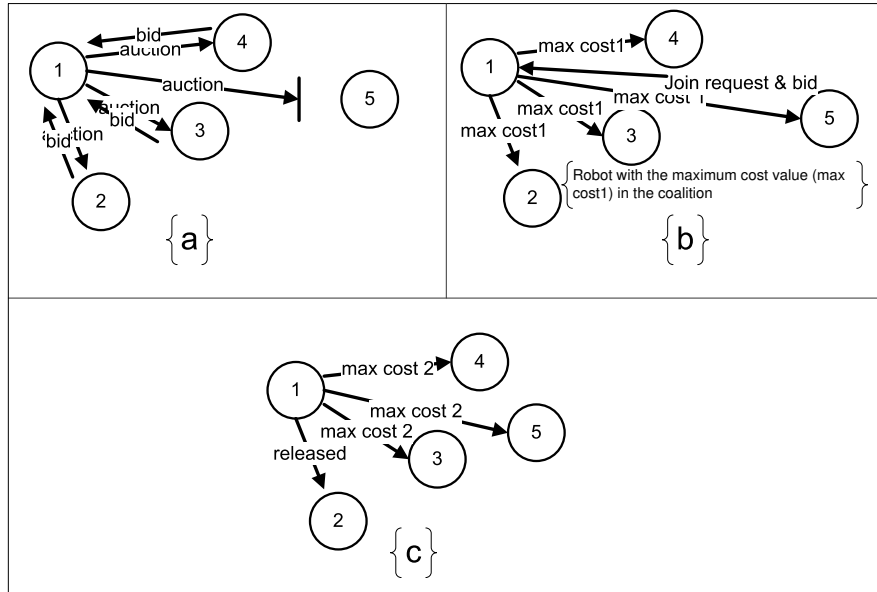 bid
auction
4
1
auction
5
auction
bid
3
auction
bid
2
{a}
max cost1
4
1
Join request & bid
max cost 1
5
max cost1
3
max cost1
2
{Robot with the maximum cost value (max
cost1) in the coalition}
{b}
1
max cost 2
4
max cost 2
5
max cost 2
3
released
2
{c}